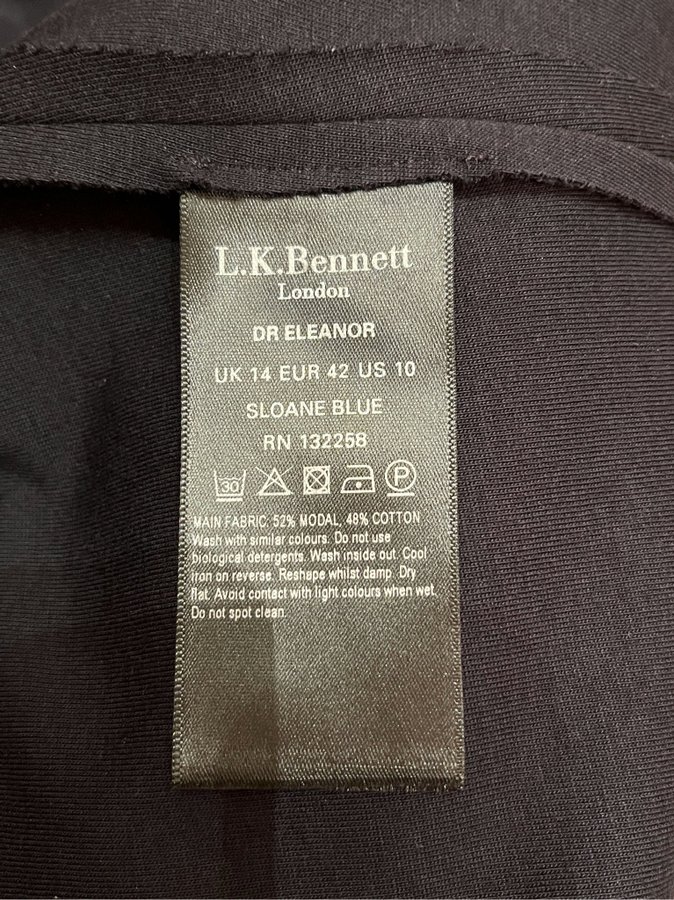 L.K.Bennett
London
DR ELEANOR
UK 14 EUR 42 US 10
SLOANE BLUE
RN 132258
30 P
MAIN FABRIC 52% MODAL, 48% COTTON
Wash with similar colours. Do not use
biological detergents. Wash inside out. Cool
iron on reverse. Reshape whilst damp. Dry
flat. Avoid contact with light colours when wet.
Do not spot clean.